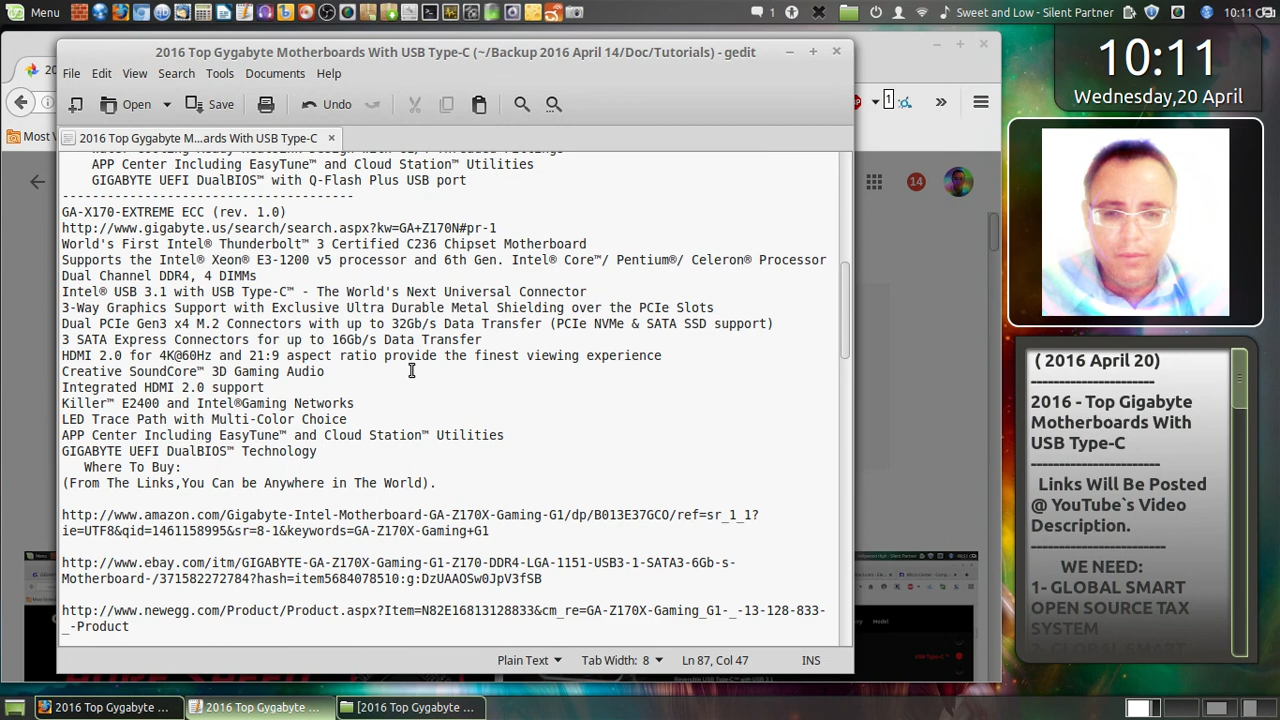 Menu
1
Sweet and Low - Silent Partner
10:11
2016 Top Gygabyte Motherboards With USB Type-C (~/Backup 2016 April 14/Doc/Tutorials) - gedit
File Edit View Search Tools Documents Help
Open Save Undo
2016 Top Gygabyte M...ards With USB Type-C
APP Center Including EasyTune™ and Cloud Station™ Utilities
GIGABYTE UEFI DualBIOS™ with Q-Flash Plus USB port
---------------------------------------
GA-X170-EXTREME ECC (rev. 1.0)
http://www.gigabyte.us/search/search.aspx?kw=GA+Z170N#pr-1
World's First Intel® Thunderbolt™ 3 Certified C236 Chipset Motherboard
Supports the Intel® Xeon® E3-1200 v5 processor and 6th Gen. Intel® Core™/ Pentium®/ Celeron® Processor
Dual Channel DDR4, 4 DIMMs
Intel® USB 3.1 with USB Type-C™ - The World's Next Universal Connector
3-Way Graphics Support with Exclusive Ultra Durable Metal Shielding over the PCIe Slots
Dual PCIe Gen3 x4 M.2 Connectors with up to 32Gb/s Data Transfer (PCIe NVMe & SATA SSD support)
3 SATA Express Connectors for up to 16Gb/s Data Transfer
HDMI 2.0 for 4K@60Hz and 21:9 aspect ratio provide the finest viewing experience
Creative SoundCore™ 3D Gaming Audio
Integrated HDMI 2.0 support
Killer™ E2400 and Intel®Gaming Networks
LED Trace Path with Multi-Color Choice
APP Center Including EasyTune™ and Cloud Station™ Utilities
GIGABYTE UEFI DualBIOS™ Technology
Where To Buy:
(From The Links,You Can be Anywhere in The World).
http://www.amazon.com/Gigabyte-Intel-Motherboard-GA-Z170X-Gaming-G1/dp/B013E37GCO/ref=sr_1_1?
ie=UTF8&qid=1461158995&sr=8-1&keywords=GA-Z170X-Gaming+G1
http://www.ebay.com/itm/GIGABYTE-GA-Z170X-Gaming-G1-Z170-DDR4-LGA-1151-USB3-1-SATA3-6Gb-s-
Motherboard-/371582272784?hash=item5684078510:g:DzUAAOSw0JpV3fSB
http://www.newegg.com/Product/Product.aspx?Item=N82E16813128833&cm_re=GA-Z170X-Gaming_G1-_-13-128-833-
_-Product
Plain Text Tab Width: 8 Ln 87, Col 47 INS
20
Most V
1
14
10:11
Wednesday,20 April
( 2016 April 20)
----------------------
2016 - Top Gigabyte
Motherboards With
USB Type-C
-----------------------
Links Will Be Posted
@ YouTube`s Video
Description.
------------------------
WE NEED:
1- GLOBAL SMART
OPEN SOURCE TAX
SYSTEM
2- GLOBAL SMART
2016 Top Gygabyte ...
2016 Top Gygabyte ...
[2016 Top Gygabyte ...